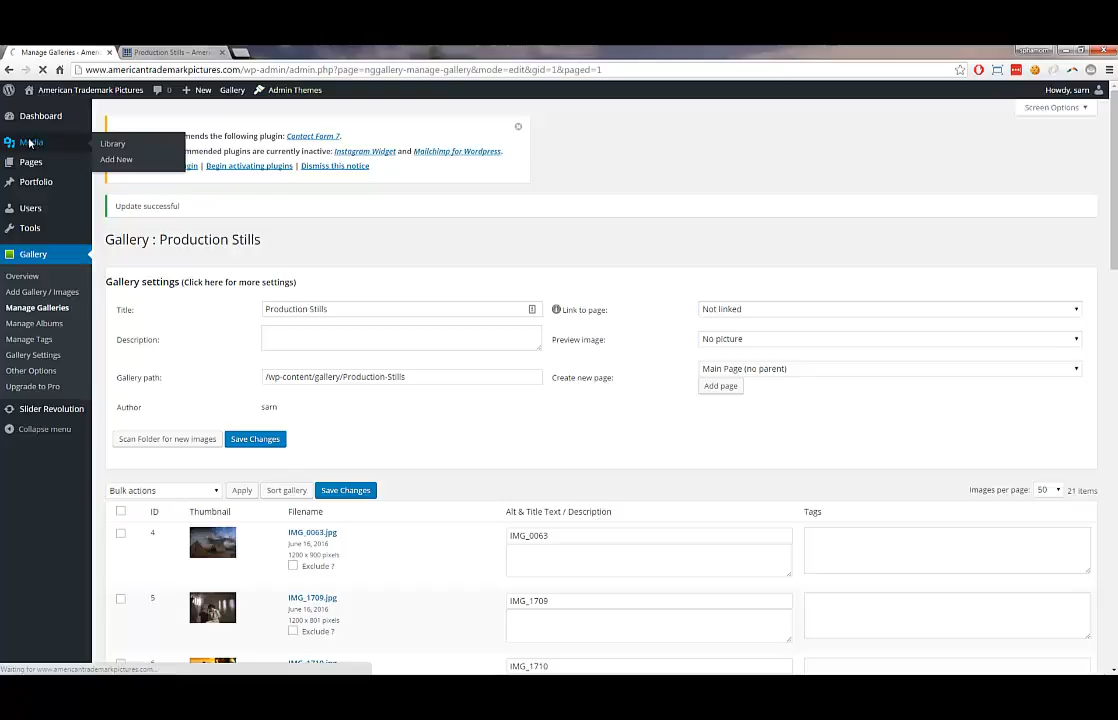 Manage Galleries - Americ
Production Stills – Ameri
www.americantrademarkpictures.com/wp-admin/admin.php?page=nggallery-manage-gallery&mode=edit&gid=1&paged=1
American Trademark Pictures 0 New Gallery Admin Themes Howdy, sarn
Screen Options
Dashboard
Media
Library
Add New
Pages
Portfolio
Users
Tools
Gallery
Overview
Add Gallery / Images
Manage Galleries
Manage Albums
Manage Tags
Gallery Settings
Other Options
Upgrade to Pro
Slider Revolution
Collapse menu
mends the following plugin: Contact Form 7.
mmended plugins are currently inactive: Instagram Widget and Mailchimp for Wordpress.
ugin | Begin activating plugins | Dismiss this notice
Update successful
Gallery : Production Stills
Gallery settings (Click here for more settings)
Title: Production Stills Link to page: Not linked
Description: Preview image: No picture
Gallery path: /wp-content/gallery/Production-Stills Create new page: Main Page (no parent)
Add page
Author sarn
Scan Folder for new images Save Changes
Bulk actions Apply Sort gallery Save Changes Images per page: 50 21 items
ID Thumbnail Filename Alt & Title Text / Description Tags
4 IMG_0063.jpg IMG_0063
June 16, 2016
1200 x 900 pixels
Exclude ?
5 IMG_1709.jpg IMG_1709
June 16, 2016
1200 x 801 pixels
Exclude ?
IMG_1710
Waiting for www.americantrademarkpictures.com...